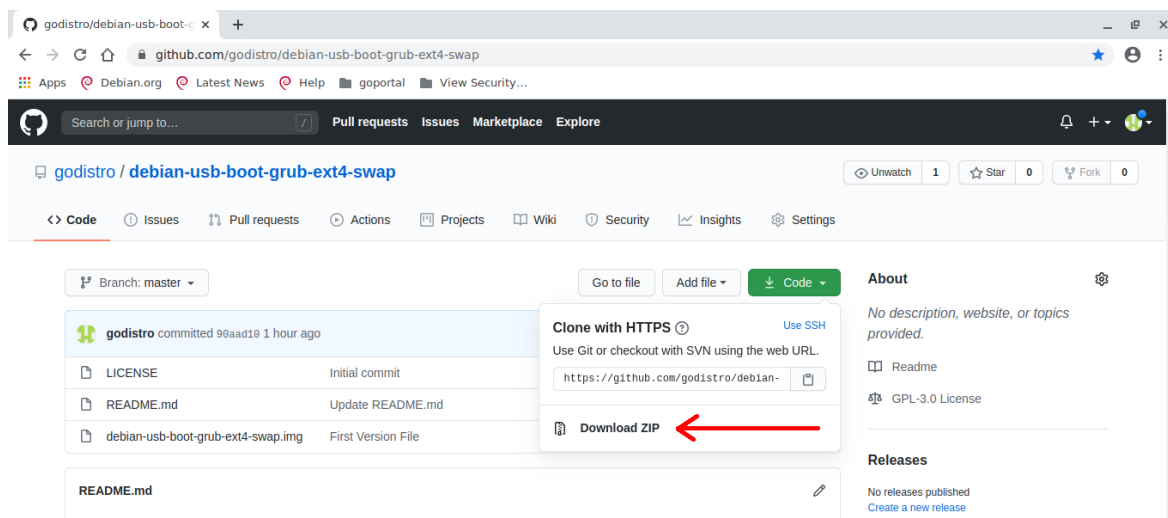 godistro/debian-usb-boot-g
github.com/godistro/debian-usb-boot-grub-ext4-swap
Apps Debian.org Latest News Help goportal View Security...
Search or jump to... / Pull requests Issues Marketplace Explore
godistro / debian-usb-boot-grub-ext4-swap Unwatch 1 Star 0 Fork 0
Code Issues Pull requests Actions Projects Wiki Security Insights Settings
Branch: master Go to file Add file Code
About
No description, website, or topics
provided.
Readme
GPL-3.0 License
godistro committed 90aad10 1 hour ago
LICENSE Initial commit
README.md Update README.md
debian-usb-boot-grub-ext4-swap.img First Version File
Clone with HTTPS Use SSH
Use Git or checkout with SVN using the web URL.
https://github.com/godistro/debian-
Download ZIP
Releases
No releases published
Create a new release
README.md